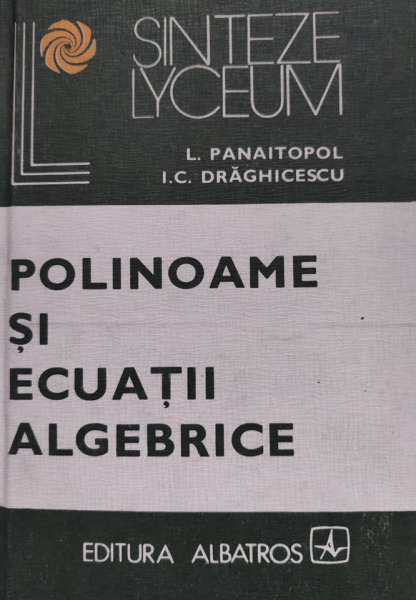 SINTEZE
LYCEUM
L. PANAITOPOL
I.C. DRĂGHICESCU
POLINOAME
ȘI
ECUAȚII
ALGEBRICE
EDITURA ALBATROS